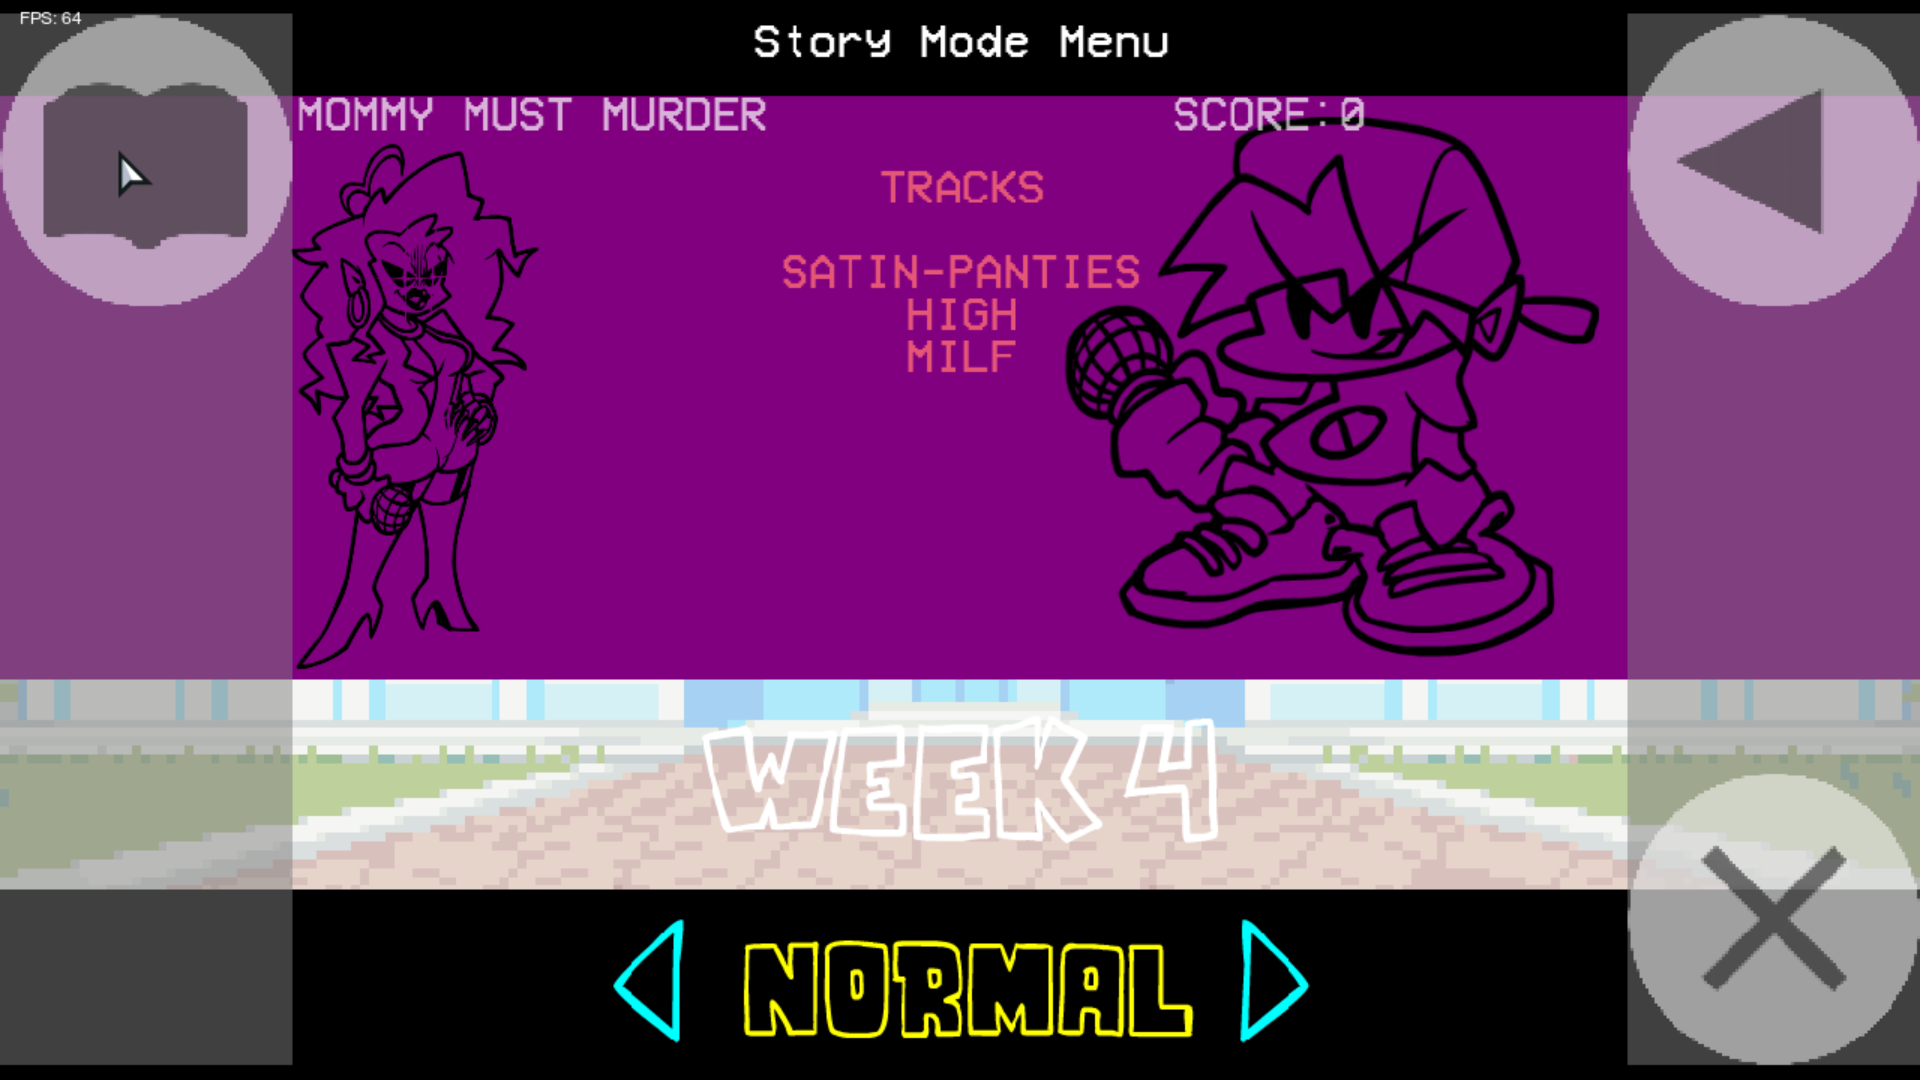 FPS: 64
Story Mode Menu
MOMMY MUST MURDER
SCORE:0
TRACKS
SATIN-PANTIES
HIGH
MILF
WEEK 4
NORMAL